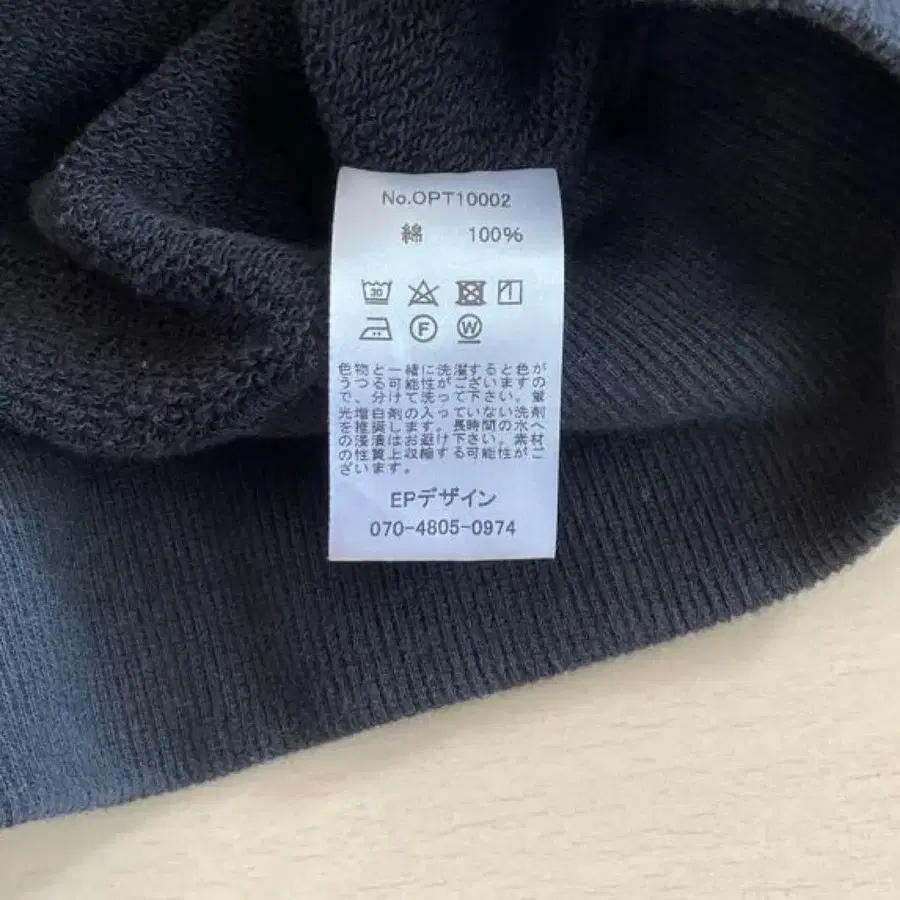 No.OPT10002
綿 100%
30
F
W
色物と一緒に洗濯すると色が
うつる可能性がございますの
で、分けて洗って下さい。蛍
光増白剤の入っていない洗剤
を推奨します。長時間の水へ
の浸漬はお避け下さい。素材
の性質上収縮する可能性がご
ざいます。
EPデザイン
070-4805-0974